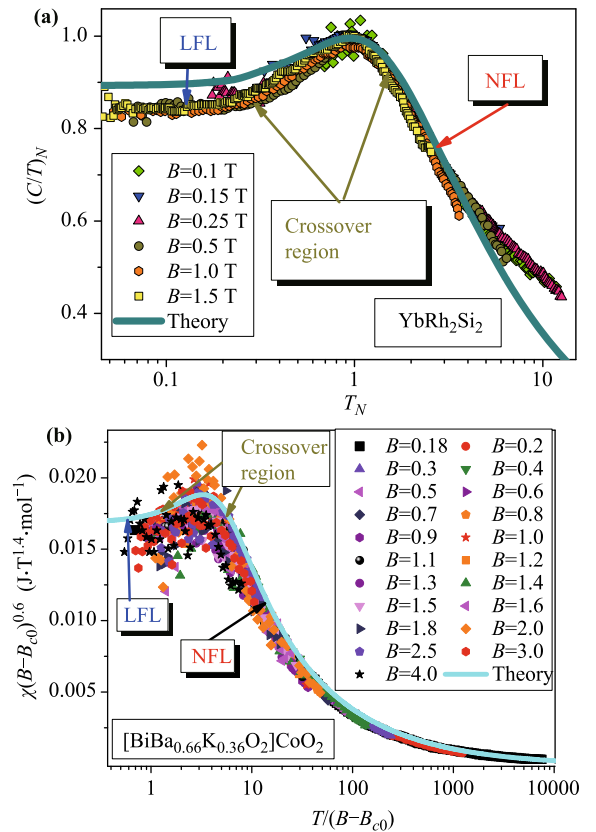 (a)
1.0
0.8
0.6
0.4
(C/T)_N
LFL
NFL
B=0.1 T
B=0.15 T
B=0.25 T
B=0.5 T
B=1.0 T
B=1.5 T
Theory
Crossover
region
YbRh₂Si₂
0.1 1 10
T_N
(b)
0.020
0.015
0.010
0.005
χ(B−B_c0)^0.6 (J·T^1.4·mol⁻¹)
Crossover
region
LFL
NFL
B=0.18 B=0.2
B=0.3 B=0.4
B=0.5 B=0.6
B=0.7 B=0.8
B=0.9 B=1.0
B=1.1 B=1.2
B=1.3 B=1.4
B=1.5 B=1.6
B=1.8 B=2.0
B=2.5 B=3.0
B=4.0 Theory
[BiBa₀.₆₆K₀.₃₆O₂]CoO₂
1 10 100 1000 10000
T/(B−B_c0)